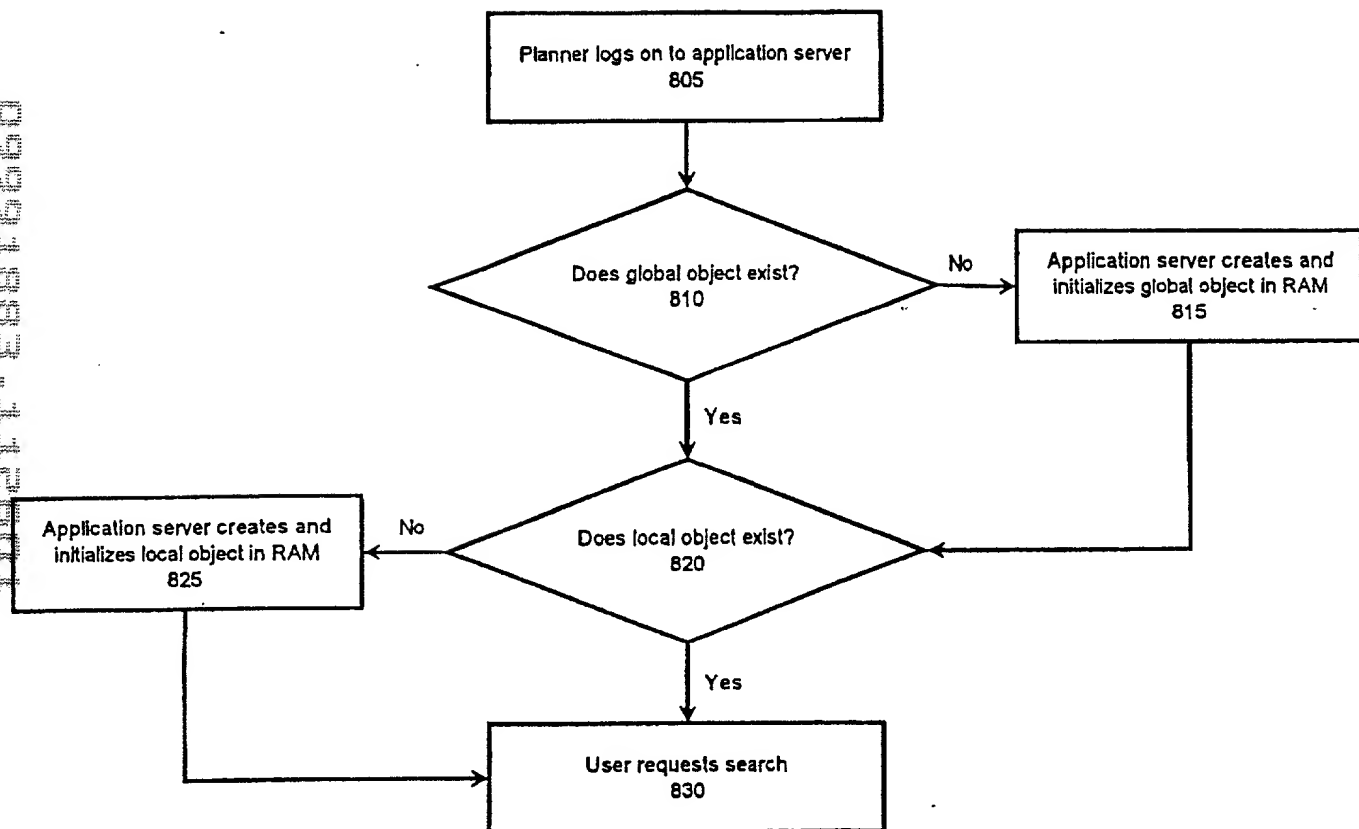 Planner logs on to application server
805
Does global object exist?
810
No
Application server creates and
initializes global object in RAM
815
Yes
Application server creates and
initializes local object in RAM
825
No
Does local object exist?
820
Yes
User requests search
830